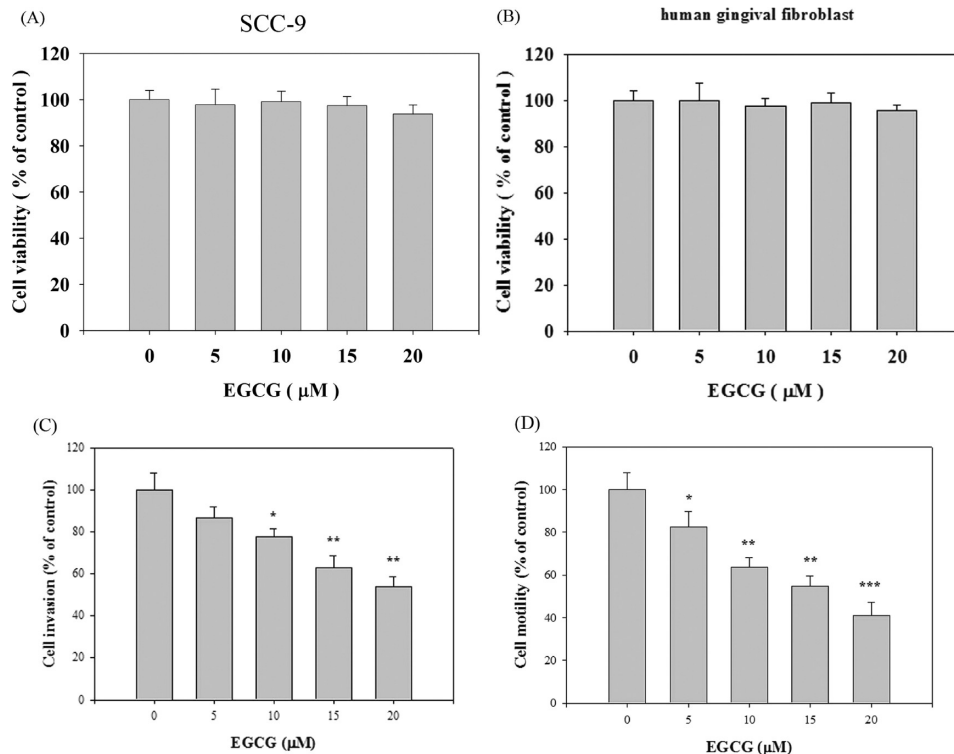 (A)
SCC-9
120
100
80
60
40
20
0
Cell viability ( % of control )
0 5 10 15 20
EGCG ( μM )
(B)
human gingival fibroblast
120
100
80
60
40
20
0
Cell viability ( % of control )
0 5 10 15 20
EGCG ( μM )
(C)
120
100
80
60
40
20
0
Cell invasion (% of control)
*
**
**
0 5 10 15 20
EGCG (μM)
(D)
120
100
80
60
40
20
0
Cell motility (% of control)
*
**
**
***
0 5 10 15 20
EGCG (μM)